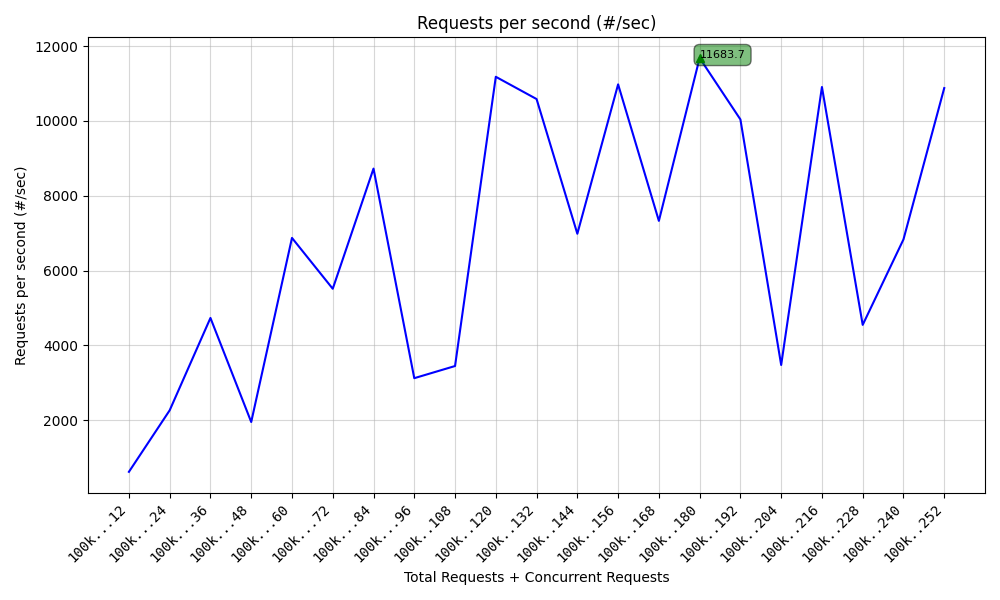 Requests per second (#/sec)
12000
11683.7
10000
8000
6000
4000
2000
Requests per second (#/sec)
100k...12
100k...24
100k...36
100k...48
100k...60
100k...72
100k...84
100k...96
100k..108
100k..120
100k..132
100k..144
100k..156
100k..168
100k..180
100k..192
100k..204
100k..216
100k..228
100k..240
100k..252
Total Requests + Concurrent Requests